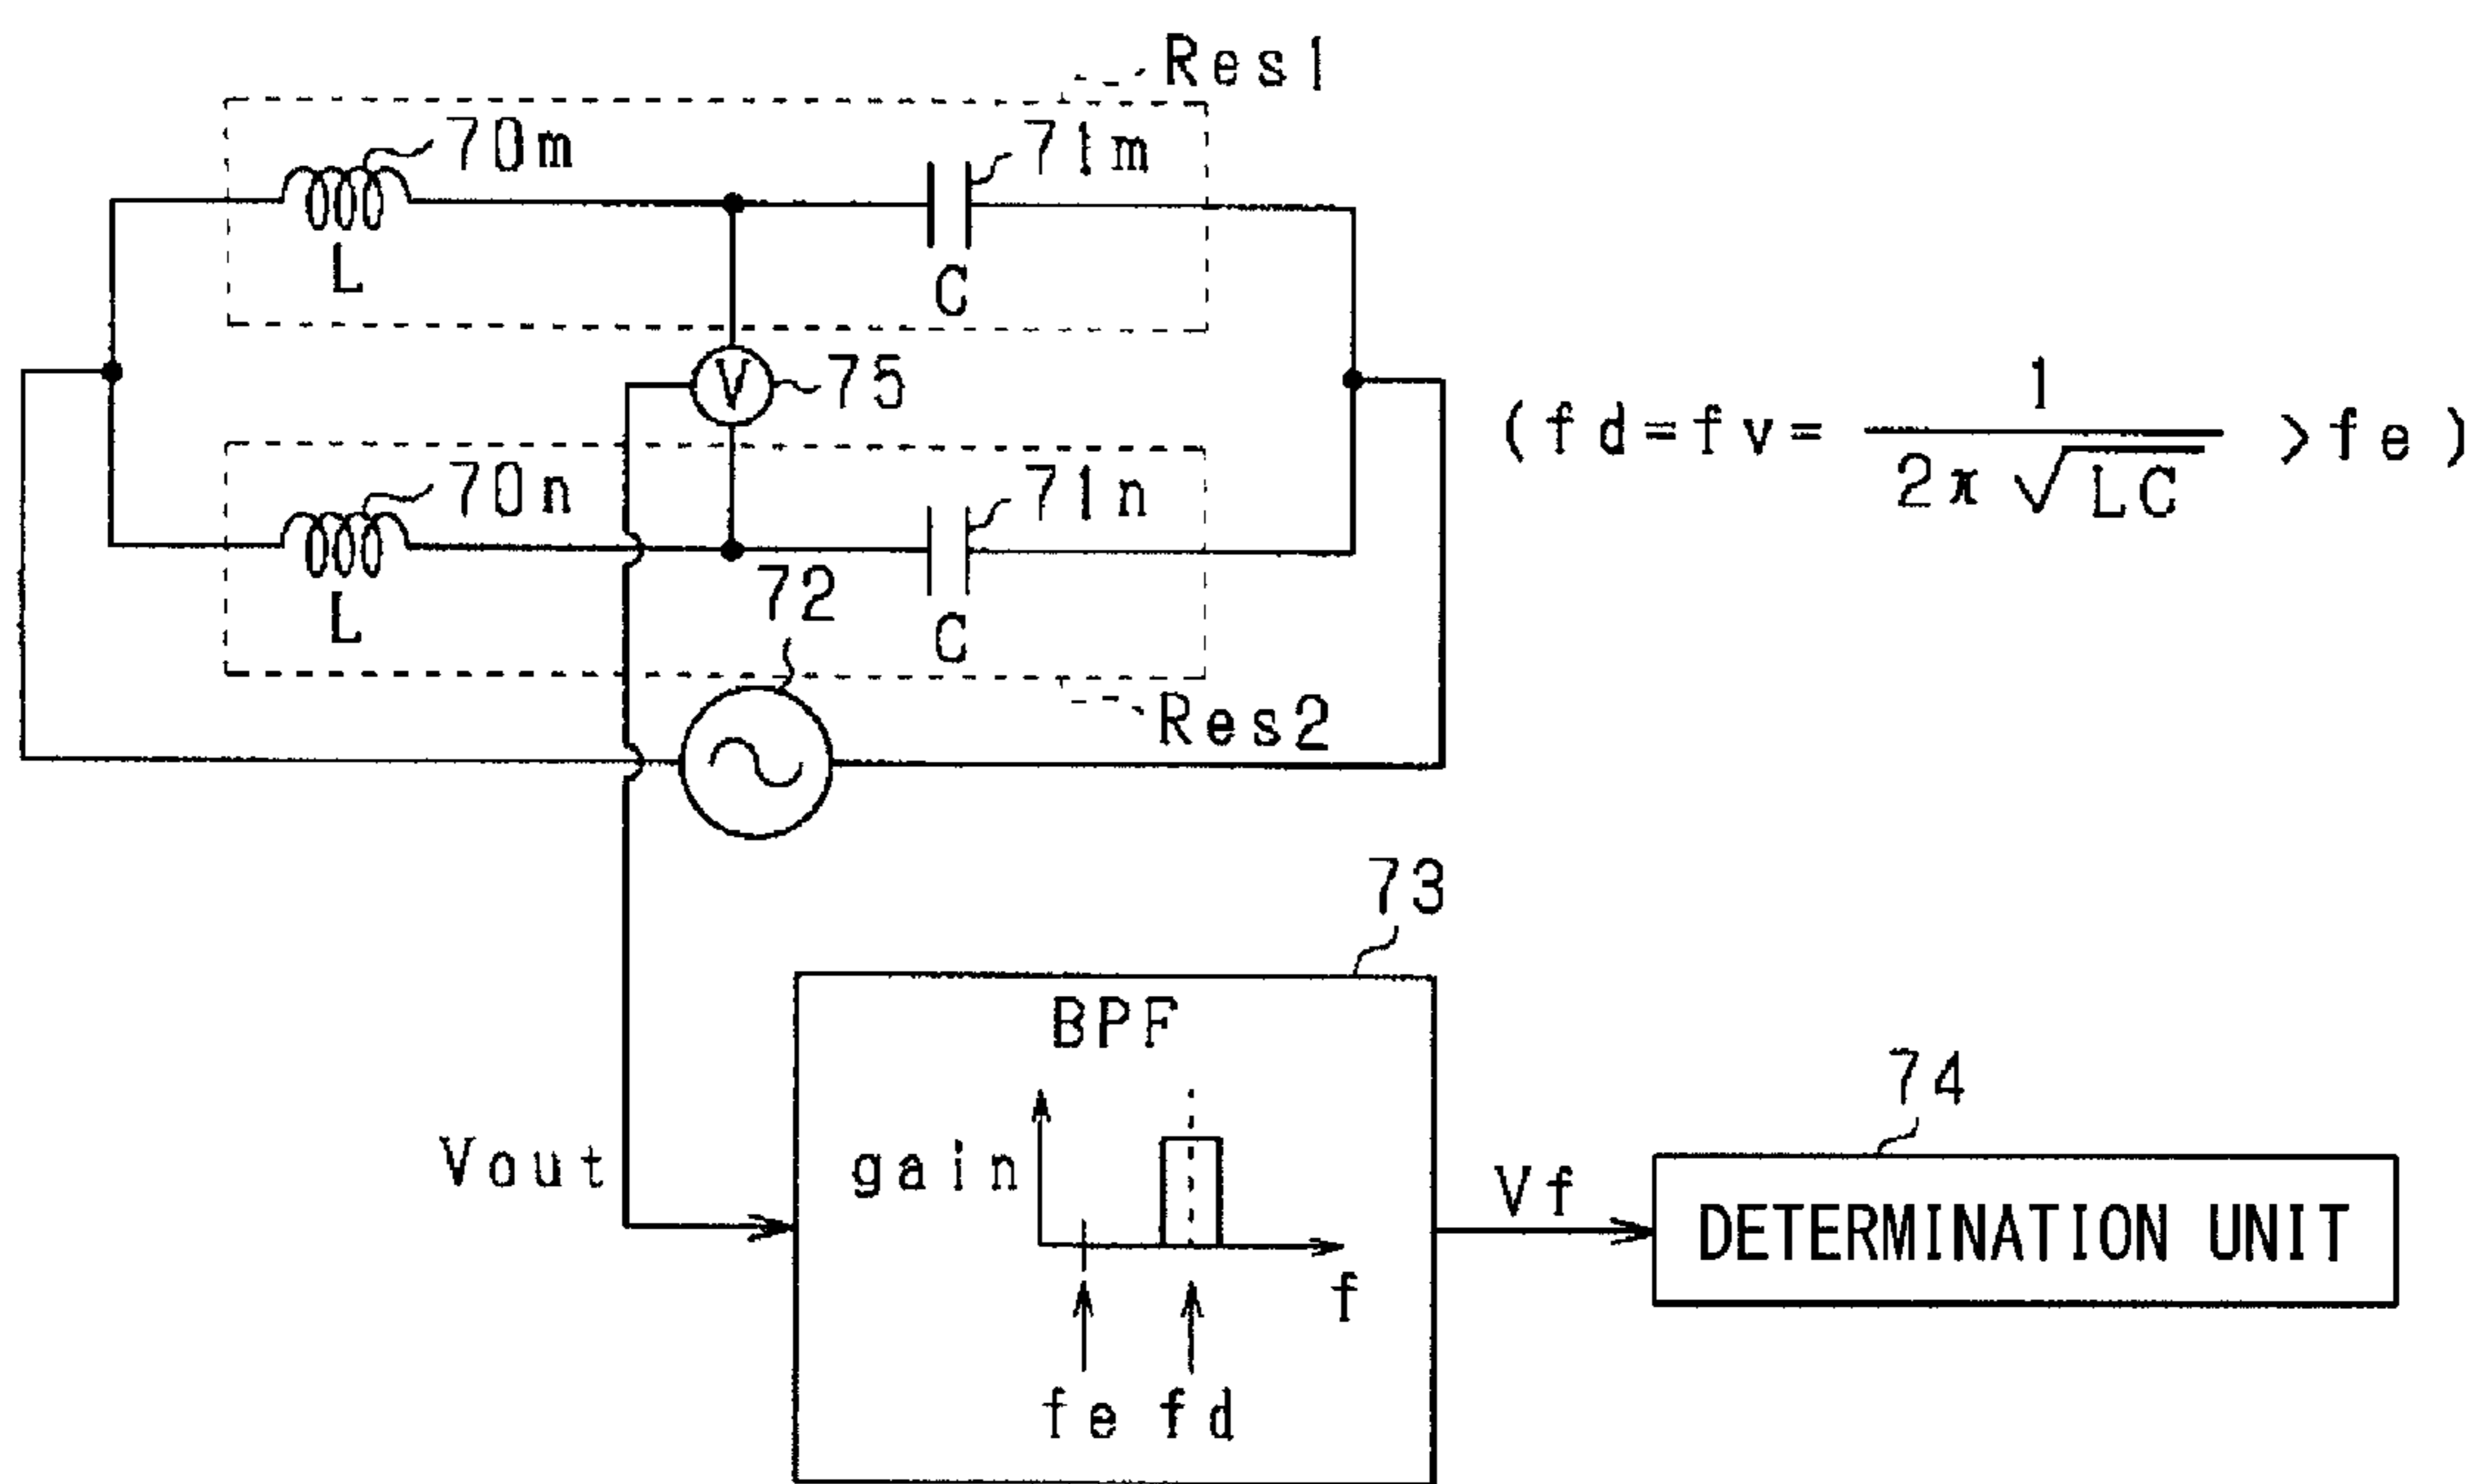 Res1
70m
71m
L
C
75
(fd=fv= 1 / 2π√LC >fe)
70n
71n
L
C
72
Res2
73
BPF
74
Vout
gain
Vf
DETERMINATION UNIT
f
fe fd
V